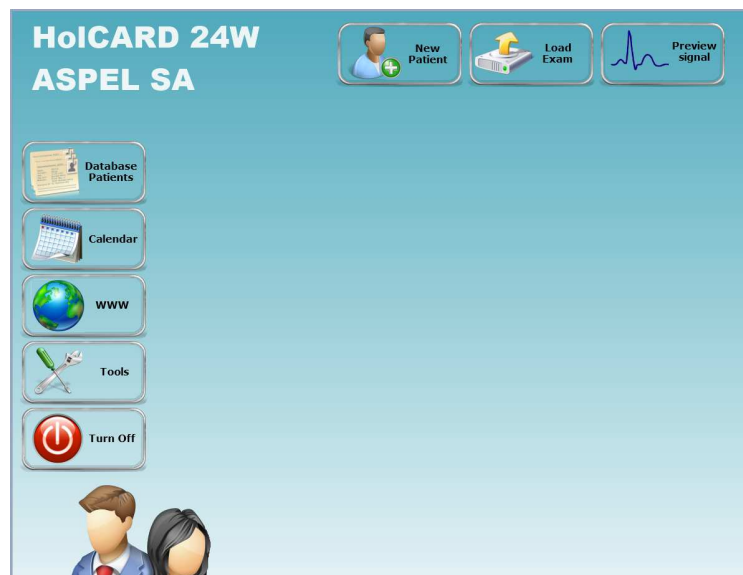 HolCARD 24W
ASPEL SA
New
Patient
Load
Exam
Preview
signal
Database
Patients
Calendar
WWW
Tools
Turn Off